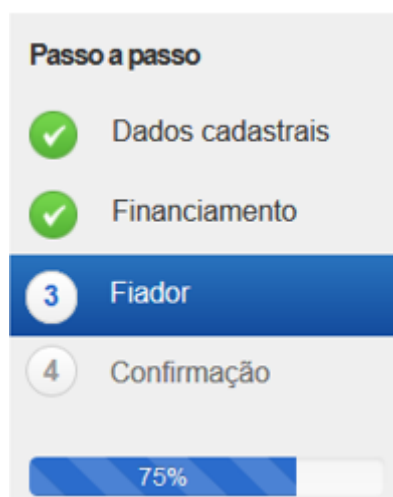 Passo a passo
Dados cadastrais
Financiamento
3 Fiador
4 Confirmação
75%